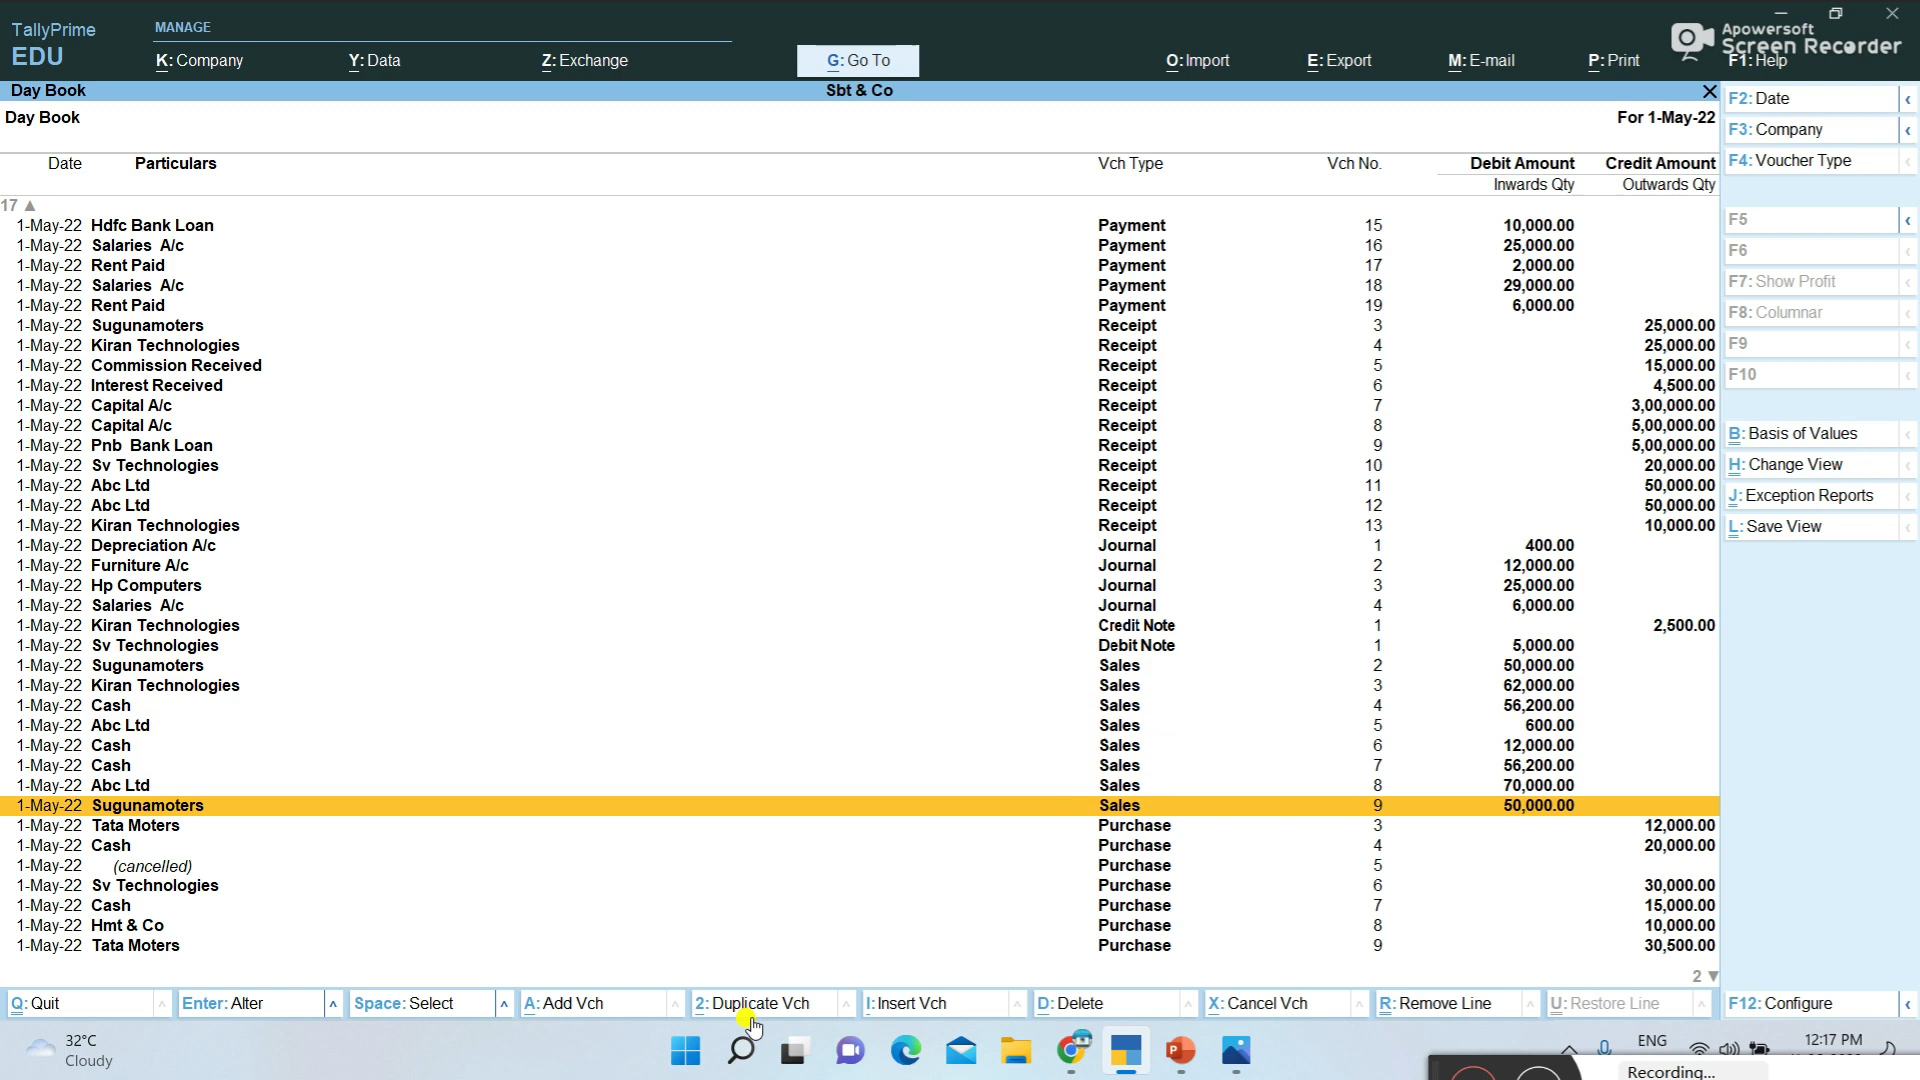 TallyPrime
EDU
MANAGE
K: Company Y: Data Z: Exchange G: Go To O: Import E: Export M: E-mail P: Print F1: Help
Apowersoft
Screen Recorder
Day Book Sbt & Co
Day Book For 1-May-22
Date Particulars Vch Type Vch No. Debit Amount Credit Amount
Inwards Qty Outwards Qty
17
1-May-22 Hdfc Bank Loan Payment 15 10,000.00
1-May-22 Salaries A/c Payment 16 25,000.00
1-May-22 Rent Paid Payment 17 2,000.00
1-May-22 Salaries A/c Payment 18 29,000.00
1-May-22 Rent Paid Payment 19 6,000.00
1-May-22 Sugunamoters Receipt 3 25,000.00
1-May-22 Kiran Technologies Receipt 4 25,000.00
1-May-22 Commission Received Receipt 5 15,000.00
1-May-22 Interest Received Receipt 6 4,500.00
1-May-22 Capital A/c Receipt 7 3,00,000.00
1-May-22 Capital A/c Receipt 8 5,00,000.00
1-May-22 Pnb Bank Loan Receipt 9 5,00,000.00
1-May-22 Sv Technologies Receipt 10 20,000.00
1-May-22 Abc Ltd Receipt 11 50,000.00
1-May-22 Abc Ltd Receipt 12 50,000.00
1-May-22 Kiran Technologies Receipt 13 10,000.00
1-May-22 Depreciation A/c Journal 1 400.00
1-May-22 Furniture A/c Journal 2 12,000.00
1-May-22 Hp Computers Journal 3 25,000.00
1-May-22 Salaries A/c Journal 4 6,000.00
1-May-22 Kiran Technologies Credit Note 1 2,500.00
1-May-22 Sv Technologies Debit Note 1 5,000.00
1-May-22 Sugunamoters Sales 2 50,000.00
1-May-22 Kiran Technologies Sales 3 62,000.00
1-May-22 Cash Sales 4 56,200.00
1-May-22 Abc Ltd Sales 5 600.00
1-May-22 Cash Sales 6 12,000.00
1-May-22 Cash Sales 7 56,200.00
1-May-22 Abc Ltd Sales 8 70,000.00
1-May-22 Sugunamoters Sales 9 50,000.00
1-May-22 Tata Moters Purchase 3 12,000.00
1-May-22 Cash Purchase 4 20,000.00
1-May-22 (cancelled) Purchase 5
1-May-22 Sv Technologies Purchase 6 30,000.00
1-May-22 Cash Purchase 7 15,000.00
1-May-22 Hmt & Co Purchase 8 10,000.00
1-May-22 Tata Moters Purchase 9 30,500.00
2
F2: Date
F3: Company
F4: Voucher Type
F5
F6
F7: Show Profit
F8: Columnar
F9
F10
B: Basis of Values
H: Change View
J: Exception Reports
L: Save View
Q: Quit Enter: Alter Space: Select A: Add Vch 2: Duplicate Vch I: Insert Vch D: Delete X: Cancel Vch R: Remove Line U: Restore Line F12: Configure
32°C
Cloudy
ENG
12:17 PM
Recording...